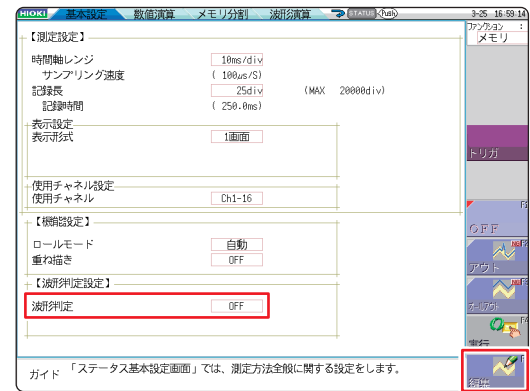 HIOKI 基本設定 数値演算 メモリ分割 波形演算 STATUS (Push) 3-25 16:59:14
ファンクション :
メモリ
【測定設定】
時間軸レンジ 10ms/div
サンプリング速度 ( 100μs/S)
記録長 25div (MAX 20000div)
記録時間 ( 250.0ms)
表示設定
表示形式 1画面
トリガ
使用チャネル設定
使用チャネル Ch1-16
【機能設定】
OFF
ロールモード 自動
重ね描き OFF
アウト
【波形判定設定】
波形判定 OFF
実行
ガイド 「ステータス基本設定画面」では、測定方法全般に関する設定をします。
編集